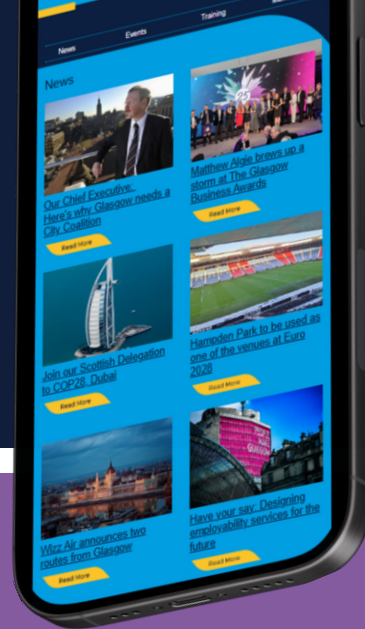 News
Events
Training
News
Our Chief Executive:
Here's why Glasgow needs a
City Coalition
Read More
Matthew Algie brews up a
storm at The Glasgow
Business Awards
Read More
Join our Scottish Delegation
to COP28, Dubai
Read More
Hampden Park to be used as
one of the venues at Euro
2028
Read More
Wizz Air announces two
routes from Glasgow
Read More
Have your say: Designing
employability services for the
future
Read More
25